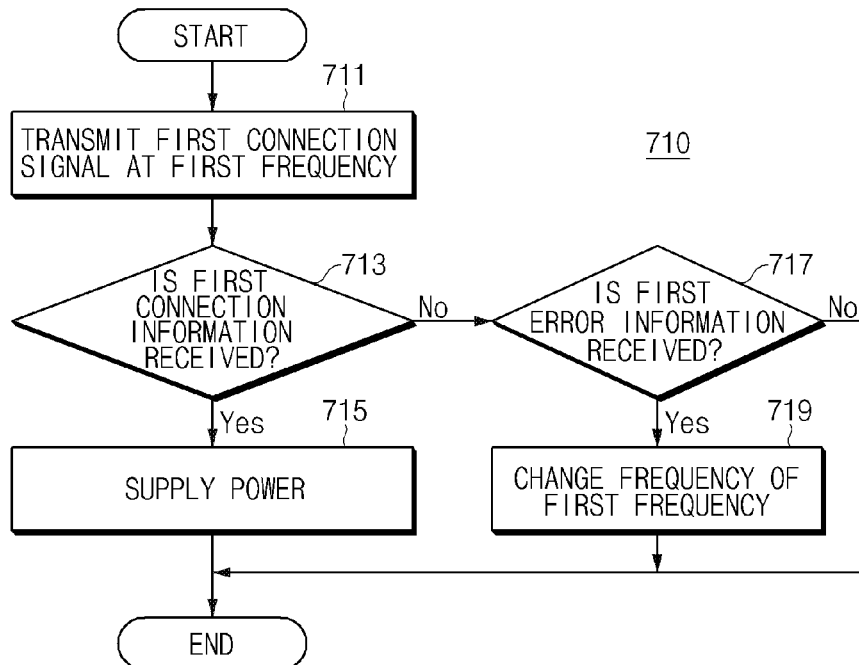 START
711
TRANSMIT FIRST CONNECTION
SIGNAL AT FIRST FREQUENCY
710
713
IS FIRST
CONNECTION
INFORMATION
RECEIVED?
No
717
IS FIRST
ERROR INFORMATION
RECEIVED?
No
Yes
715
SUPPLY POWER
Yes
719
CHANGE FREQUENCY OF
FIRST FREQUENCY
END